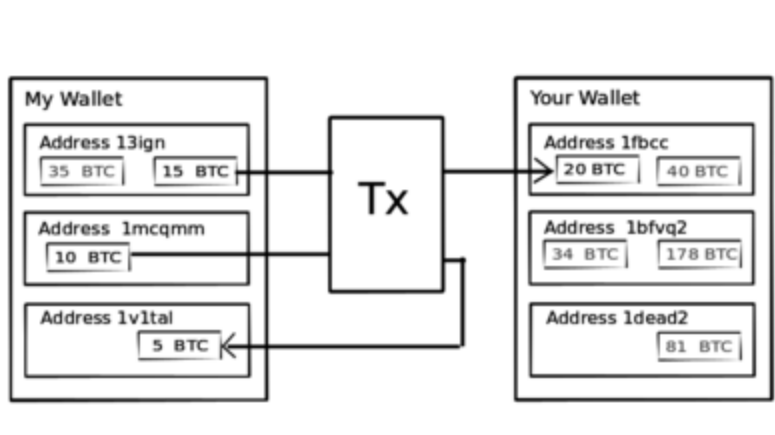 My Wallet
Address 13ign
35 BTC
15 BTC
Address 1mcqmm
10 BTC
Address 1v1tal
5 BTC
Tx
Your Wallet
Address 1fbcc
20 BTC
40 BTC
Address 1bfvq2
34 BTC
178 BTC
Address 1dead2
81 BTC